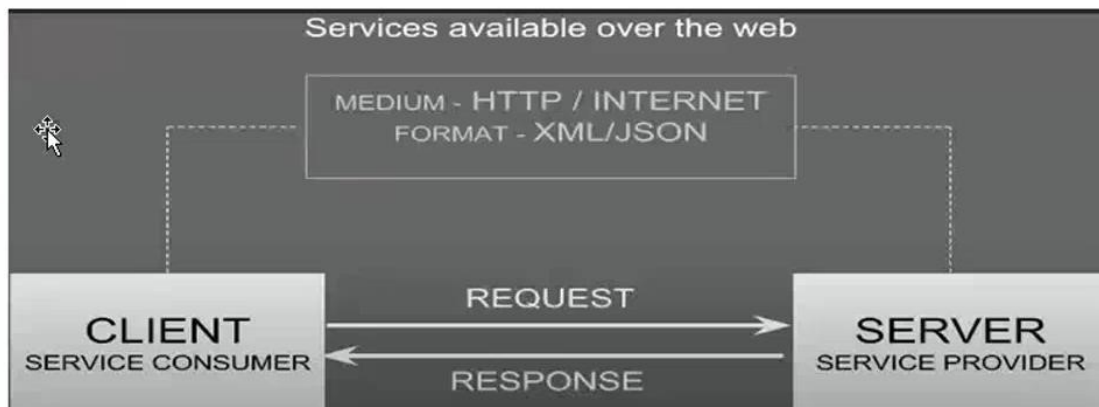 Services available over the web
MEDIUM - HTTP / INTERNET
FORMAT - XML/JSON
REQUEST
CLIENT
SERVICE CONSUMER
SERVER
SERVICE PROVIDER
RESPONSE